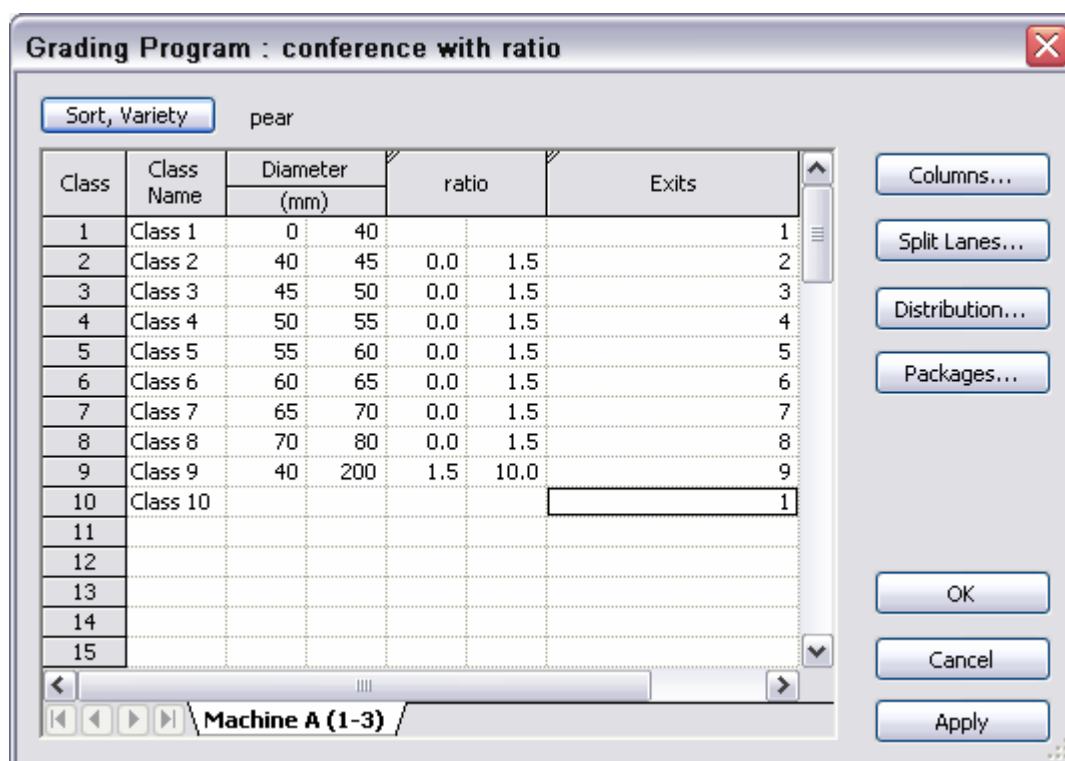 Grading Program : conference with ratio
Sort, Variety pear
Class Class Name Diameter (mm) ratio Exits
1 Class 1 0 40 1
2 Class 2 40 45 0.0 1.5 2
3 Class 3 45 50 0.0 1.5 3
4 Class 4 50 55 0.0 1.5 4
5 Class 5 55 60 0.0 1.5 5
6 Class 6 60 65 0.0 1.5 6
7 Class 7 65 70 0.0 1.5 7
8 Class 8 70 80 0.0 1.5 8
9 Class 9 40 200 1.5 10.0 9
10 Class 10 1
11
12
13
14
15
Machine A (1-3)
Columns...
Split Lanes...
Distribution...
Packages...
OK
Cancel
Apply